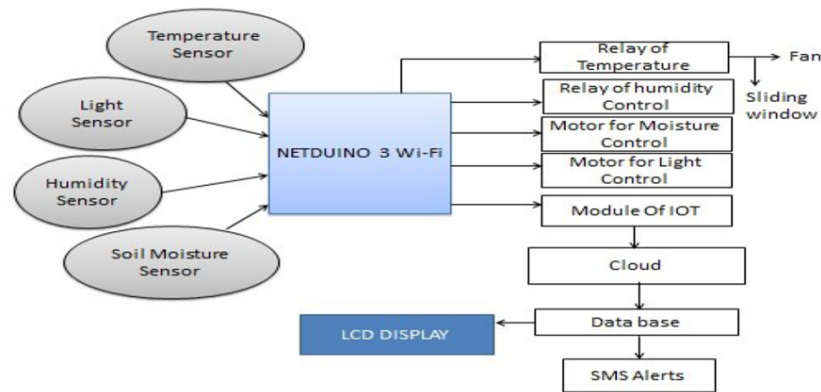 Temperature
Sensor
Light
Sensor
Humidity
Sensor
Soil Moisture
Sensor
NETDUINO 3 Wi-Fi
Relay of
Temperature
Fan
Sliding
window
Relay of humidity
Control
Motor for Moisture
Control
Motor for Light
Control
Module Of IOT
Cloud
Data base
LCD DISPLAY
SMS Alerts